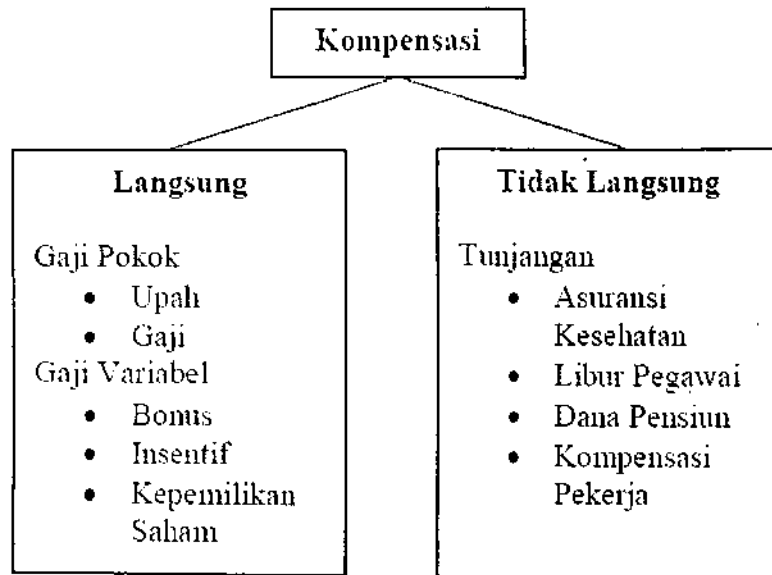 Kompensasi
Langsung
Gaji Pokok
• Upah
• Gaji
Gaji Variabel
• Bonus
• Insentif
• Kepemilikan
Saham
Tidak Langsung
Tunjangan
• Asuransi
Kesehatan
• Libur Pegawai
• Dana Pensiun
• Kompensasi
Pekerja